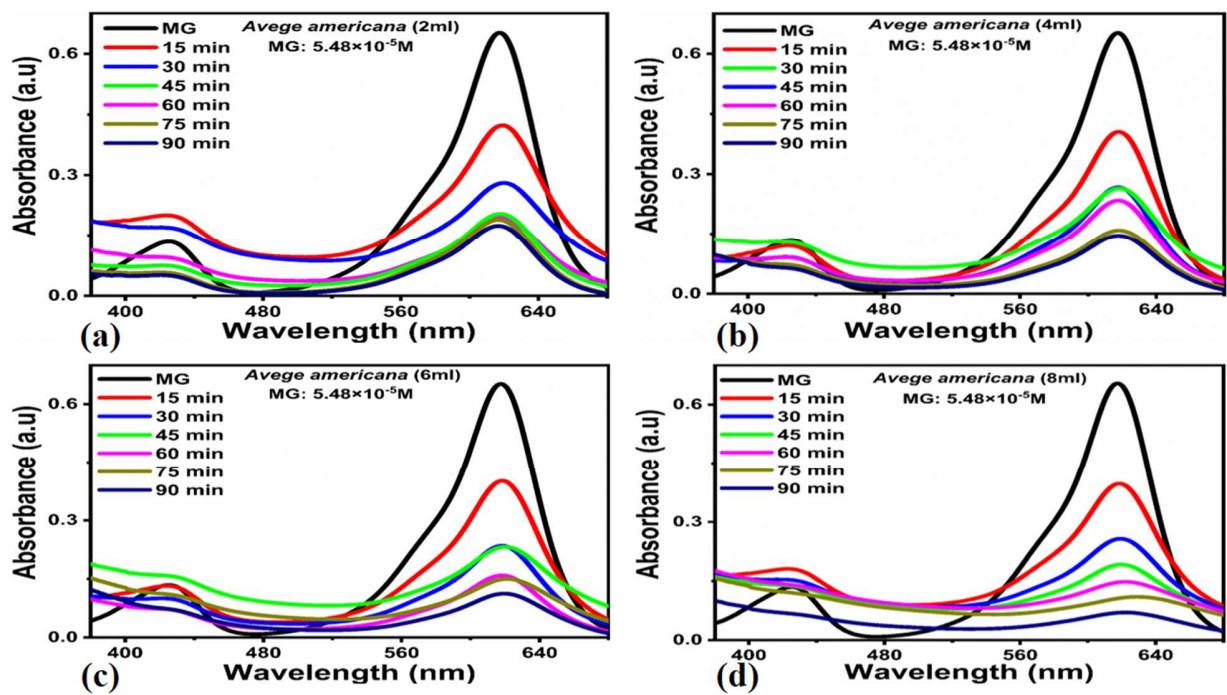 Avege americana (2ml)
MG: 5.48×10⁻⁵M
MG
15 min
30 min
45 min
60 min
75 min
90 min
Absorbance (a.u)
0.6
0.3
0.0
400
480
560
640
Wavelength (nm)
(a)
Avege americana (4ml)
MG: 5.48×10⁻⁵M
MG
15 min
30 min
45 min
60 min
75 min
90 min
Absorbance (a.u)
0.6
0.3
0.0
400
480
560
640
Wavelength (nm)
(b)
Avege americana (6ml)
MG: 5.48×10⁻⁵M
MG
15 min
30 min
45 min
60 min
75 min
90 min
Absorbance (a.u)
0.6
0.3
0.0
400
480
560
640
Wavelength (nm)
(c)
Avege americana (8ml)
MG: 5.48×10⁻⁵M
MG
15 min
30 min
45 min
60 min
75 min
90 min
Absorbance (a.u)
0.6
0.3
0.0
400
480
560
640
Wavelength (nm)
(d)